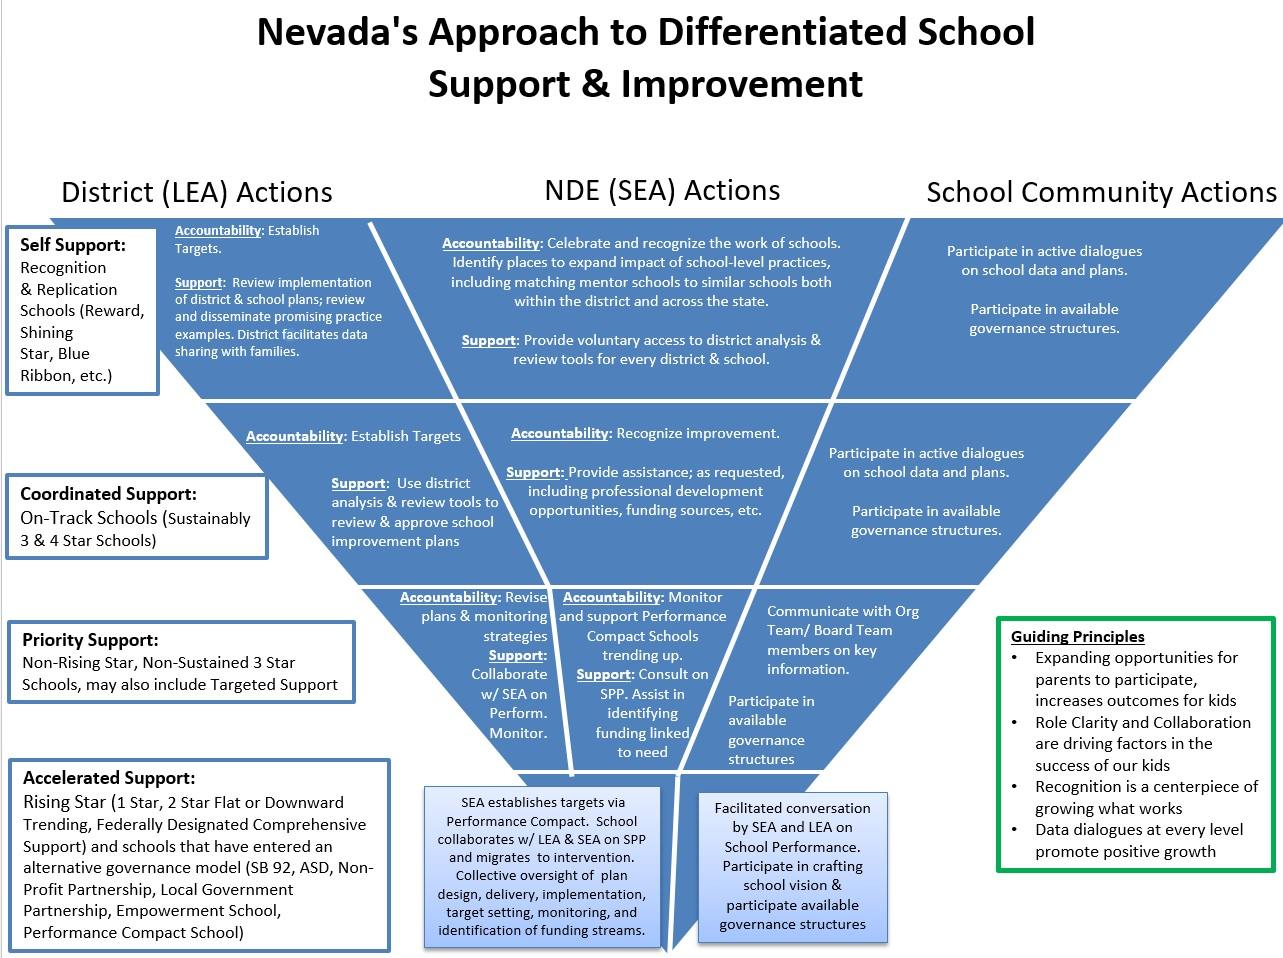 Nevada's Approach to Differentiated School
Support & Improvement
District (LEA) Actions
NDE (SEA) Actions
School Community Actions
Self Support:
Recognition
& Replication
Schools (Reward,
Shining
Star, Blue
Ribbon, etc.)
Accountability: Establish
Targets.
Support: Review implementation
of district & school plans; review
and disseminate promising practice
examples. District facilitates data
sharing with families.
Accountability: Celebrate and recognize the work of schools.
Identify places to expand impact of school-level practices,
including matching mentor schools to similar schools both
within the district and across the state.
Support: Provide voluntary access to district analysis &
review tools for every district & school.
Participate in active dialogues
on school data and plans.
Participate in available
governance structures.
Coordinated Support:
On-Track Schools (Sustainably
3 & 4 Star Schools)
Accountability: Establish Targets
Support: Use district
analysis & review tools to
review & approve school
improvement plans
Accountability: Recognize improvement.
Support: Provide assistance; as requested,
including professional development
opportunities, funding sources, etc.
Participate in active dialogues
on school data and plans.
Participate in available
governance structures.
Priority Support:
Non-Rising Star, Non-Sustained 3 Star
Schools, may also include Targeted Support
Accountability: Revise
plans & monitoring
strategies
Support:
Collaborate
w/ SEA on
Perform.
Monitor.
Accountability: Monitor
and support Performance
Compact Schools
trending up.
Support: Consult on
SPP. Assist in
identifying
funding linked
to need
Communicate with Org
Team/ Board Team
members on key
information.
Participate in
available
governance
structures
Accelerated Support:
Rising Star (1 Star, 2 Star Flat or Downward
Trending, Federally Designated Comprehensive
Support) and schools that have entered an
alternative governance model (SB 92, ASD, Non-
Profit Partnership, Local Government
Partnership, Empowerment School,
Performance Compact School)
SEA establishes targets via
Performance Compact. School
collaborates w/ LEA & SEA on SPP
and migrates to intervention.
Collective oversight of plan
design, delivery, implementation,
target setting, monitoring, and
identification of funding streams.
Facilitated conversation
by SEA and LEA on
School Performance.
Participate in crafting
school vision &
participate available
governance structures
Guiding Principles
• Expanding opportunities for
parents to participate,
increases outcomes for kids
• Role Clarity and Collaboration
are driving factors in the
success of our kids
• Recognition is a centerpiece of
growing what works
• Data dialogues at every level
promote positive growth